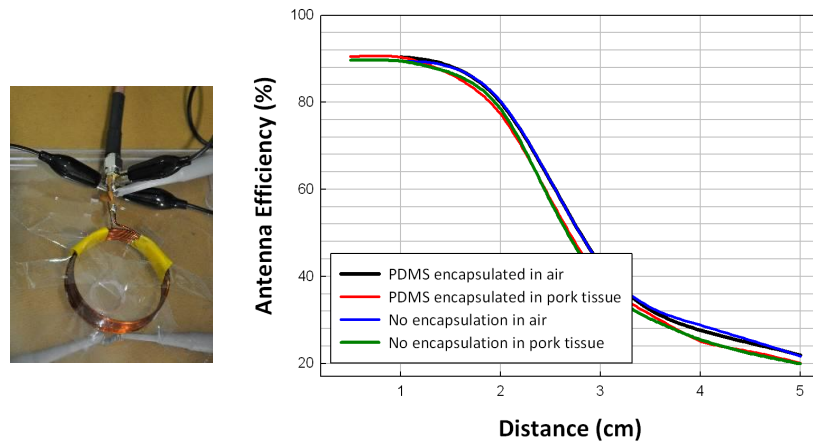 100
80
60
40
20
Antenna Efficiency (%)
PDMS encapsulated in air
PDMS encapsulated in pork tissue
No encapsulation in air
No encapsulation in pork tissue
1 2 3 4 5
Distance (cm)